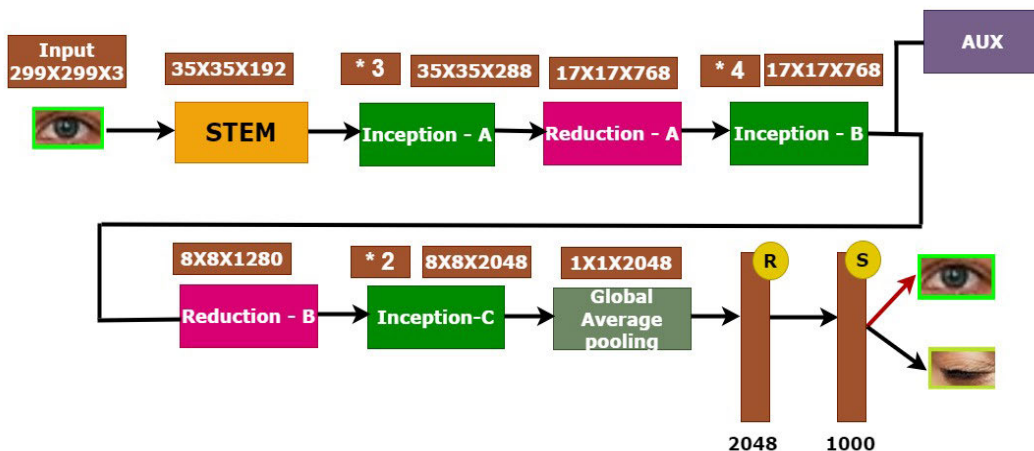 Input
299X299X3
35X35X192
* 3
35X35X288
17X17X768
* 4
17X17X768
AUX
STEM
Inception - A
Reduction - A
Inception - B
8X8X1280
* 2
8X8X2048
1X1X2048
R
S
Reduction - B
Inception-C
Global
Average
pooling
2048
1000